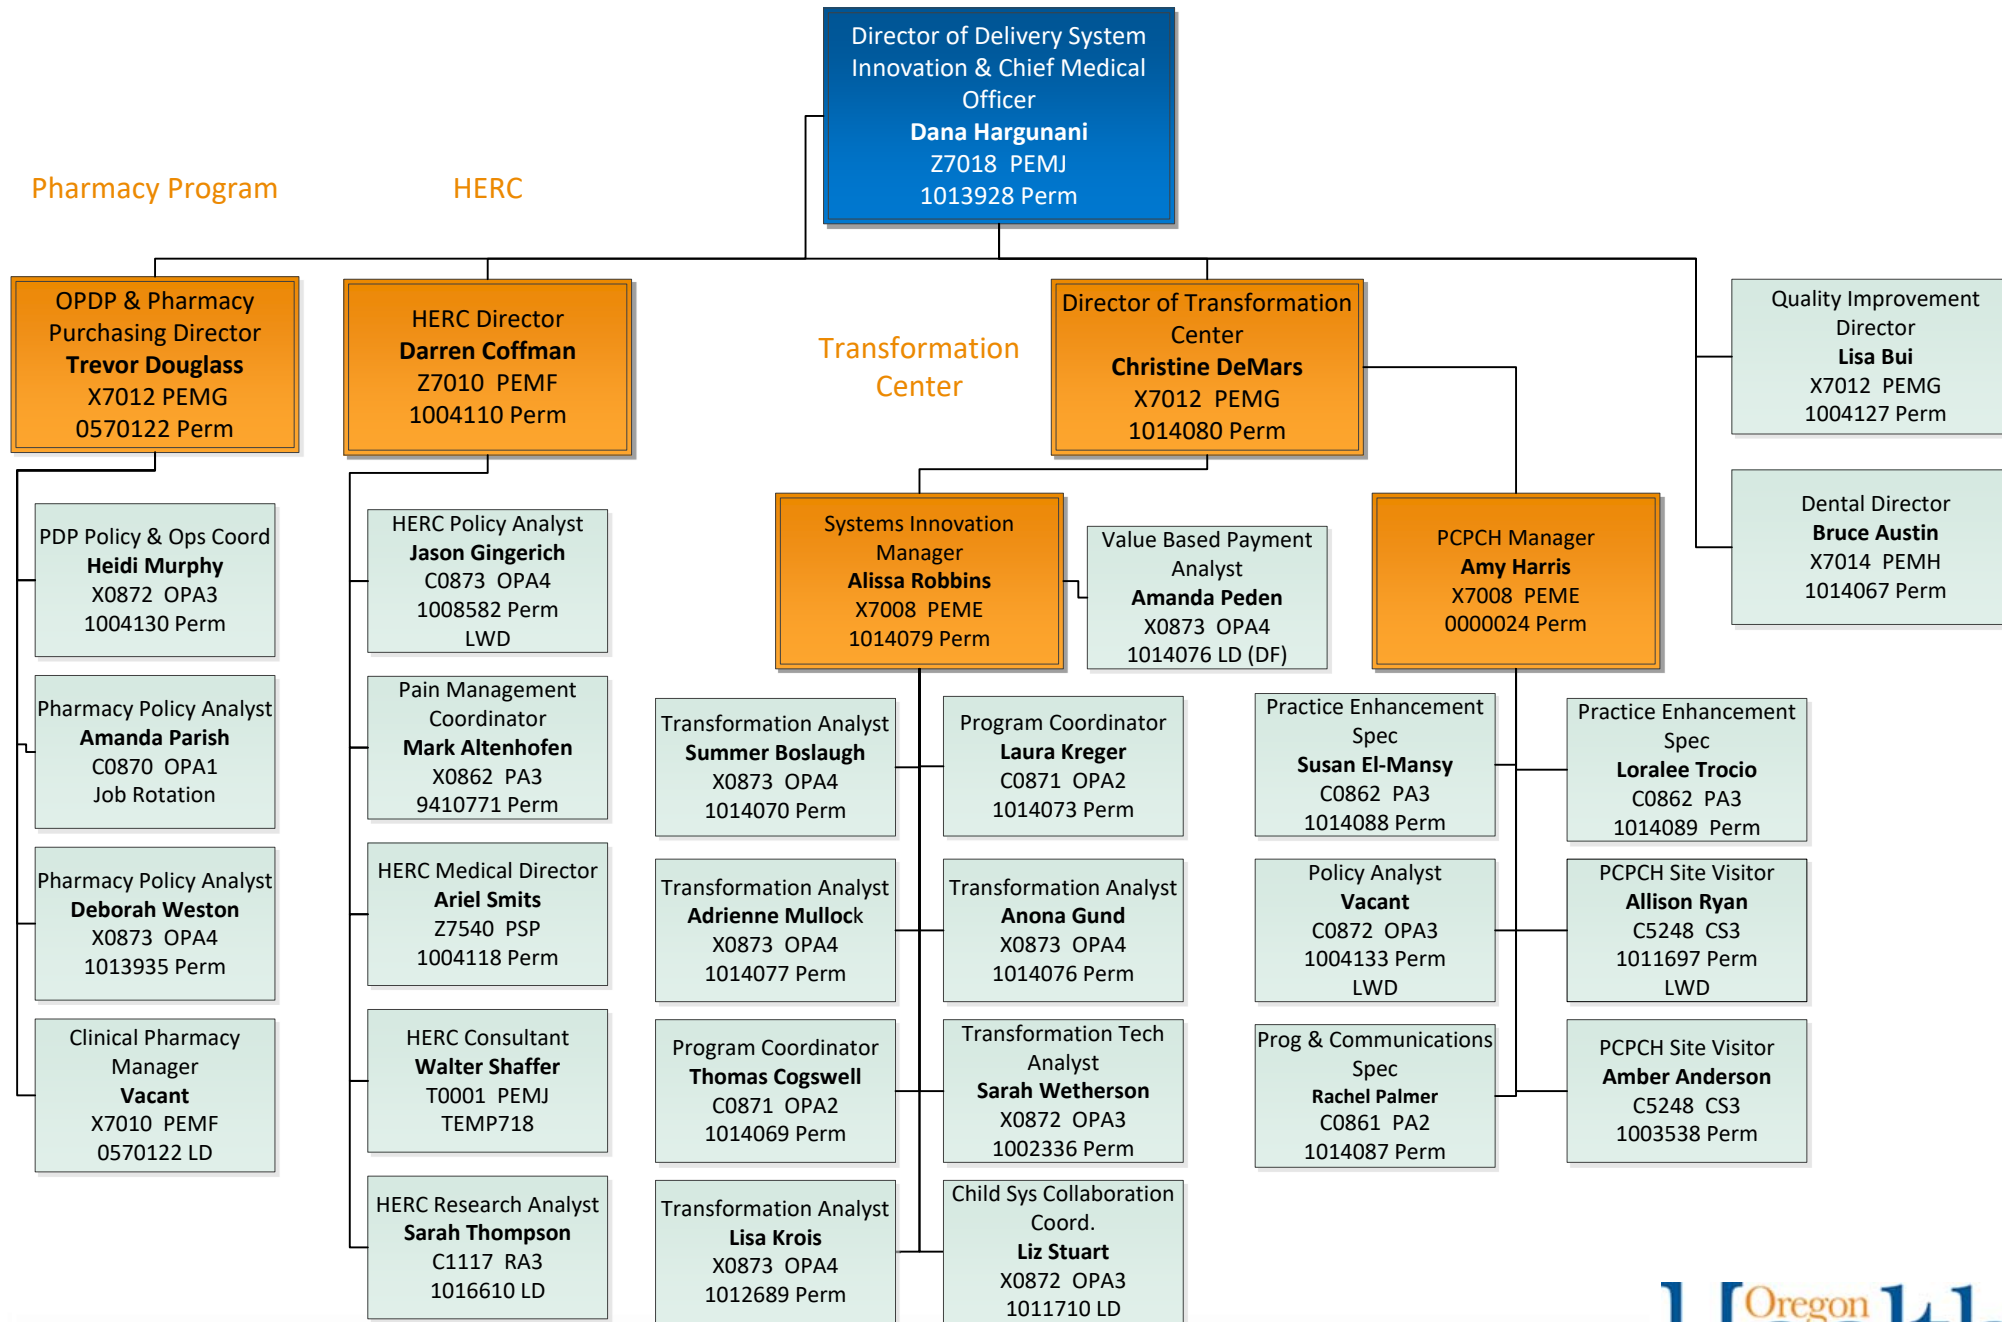 Director of Delivery System
Innovation & Chief Medical
Officer
Dana Hargunani
Z7018 PEMJ
1013928 Perm
Pharmacy Program
HERC
OPDP & Pharmacy
Purchasing Director
Trevor Douglass
X7012 PEMG
0570122 Perm
HERC Director
Darren Coffman
Z7010 PEMF
1004110 Perm
Transformation
Center
Director of Transformation
Center
Christine DeMars
X7012 PEMG
1014080 Perm
Quality Improvement
Director
Lisa Bui
X7012 PEMG
1004127 Perm
Dental Director
Bruce Austin
X7014 PEMH
1014067 Perm
PDP Policy & Ops Coord
Heidi Murphy
X0872 OPA3
1004130 Perm
Pharmacy Policy Analyst
Amanda Parish
C0870 OPA1
Job Rotation
Pharmacy Policy Analyst
Deborah Weston
X0873 OPA4
1013935 Perm
Clinical Pharmacy
Manager
Vacant
X7010 PEMF
0570122 LD
HERC Policy Analyst
Jason Gingerich
C0873 OPA4
1008582 Perm
LWD
Pain Management
Coordinator
Mark Altenhofen
X0862 PA3
9410771 Perm
HERC Medical Director
Ariel Smits
Z7540 PSP
1004118 Perm
HERC Consultant
Walter Shaffer
T0001 PEMJ
TEMP718
HERC Research Analyst
Sarah Thompson
C1117 RA3
1016610 LD
Systems Innovation
Manager
Alissa Robbins
X7008 PEME
1014079 Perm
Value Based Payment
Analyst
Amanda Peden
X0873 OPA4
1014076 LD (DF)
PCPCH Manager
Amy Harris
X7008 PEME
0000024 Perm
Transformation Analyst
Summer Boslaugh
X0873 OPA4
1014070 Perm
Program Coordinator
Laura Kreger
C0871 OPA2
1014073 Perm
Transformation Analyst
Adrienne Mullock
X0873 OPA4
1014077 Perm
Transformation Analyst
Anona Gund
X0873 OPA4
1014076 Perm
Program Coordinator
Thomas Cogswell
C0871 OPA2
1014069 Perm
Transformation Tech
Analyst
Sarah Wetherson
X0872 OPA3
1002336 Perm
Transformation Analyst
Lisa Krois
X0873 OPA4
1012689 Perm
Child Sys Collaboration
Coord.
Liz Stuart
X0872 OPA3
1011710 LD
Practice Enhancement
Spec
Susan El-Mansy
C0862 PA3
1014088 Perm
Practice Enhancement
Spec
Loralee Trocio
C0862 PA3
1014089 Perm
Policy Analyst
Vacant
C0872 OPA3
1004133 Perm
LWD
PCPCH Site Visitor
Allison Ryan
C5248 CS3
1011697 Perm
LWD
Prog & Communications
Spec
Rachel Palmer
C0861 PA2
1014087 Perm
PCPCH Site Visitor
Amber Anderson
C5248 CS3
1003538 Perm
Oregon